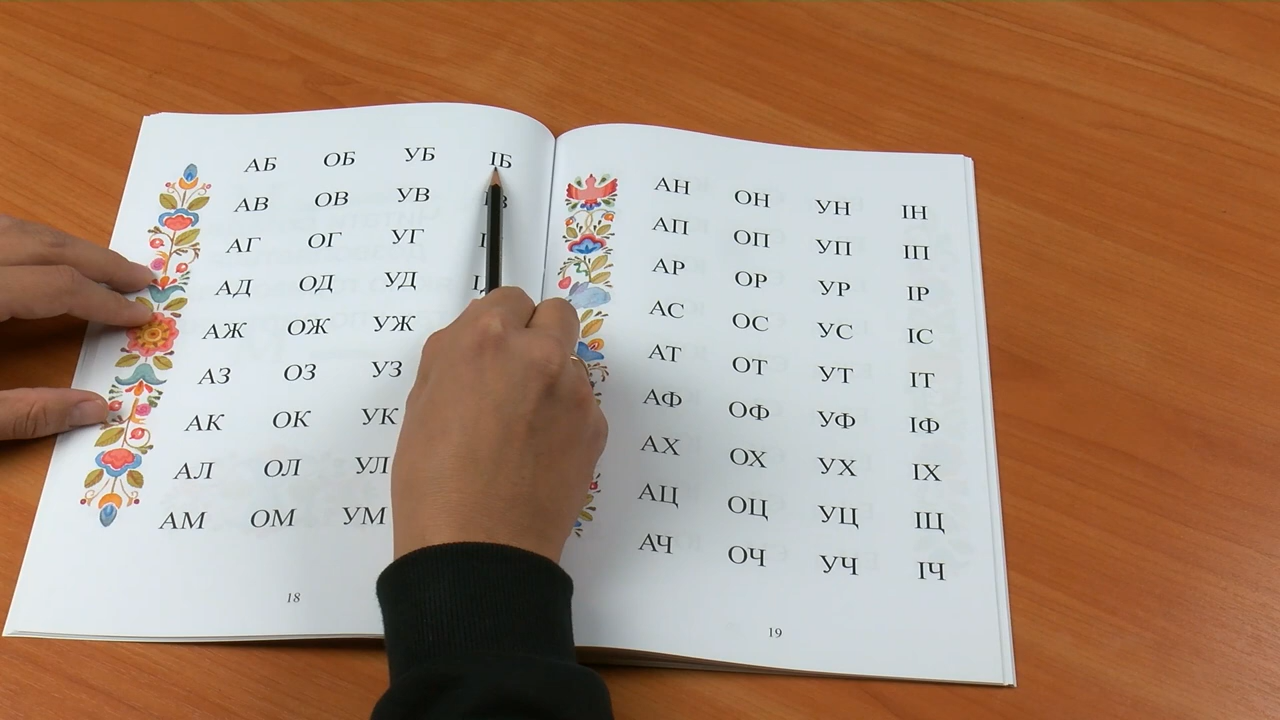 АБ ОБ УБ ІБ
АВ ОВ УВ
АГ ОГ УГ
АД ОД УД
АЖ ОЖ УЖ
АЗ ОЗ УЗ
АК ОК УК
АЛ ОЛ УЛ
АМ ОМ УМ
18
АН ОН УН ІН
АП ОП УП ІП
АР ОР УР ІР
АС ОС УС ІС
АТ ОТ УТ ІТ
АФ ОФ УФ ІФ
АХ ОХ УХ ІХ
АЦ ОЦ УЦ ІЦ
АЧ ОЧ УЧ ІЧ
19